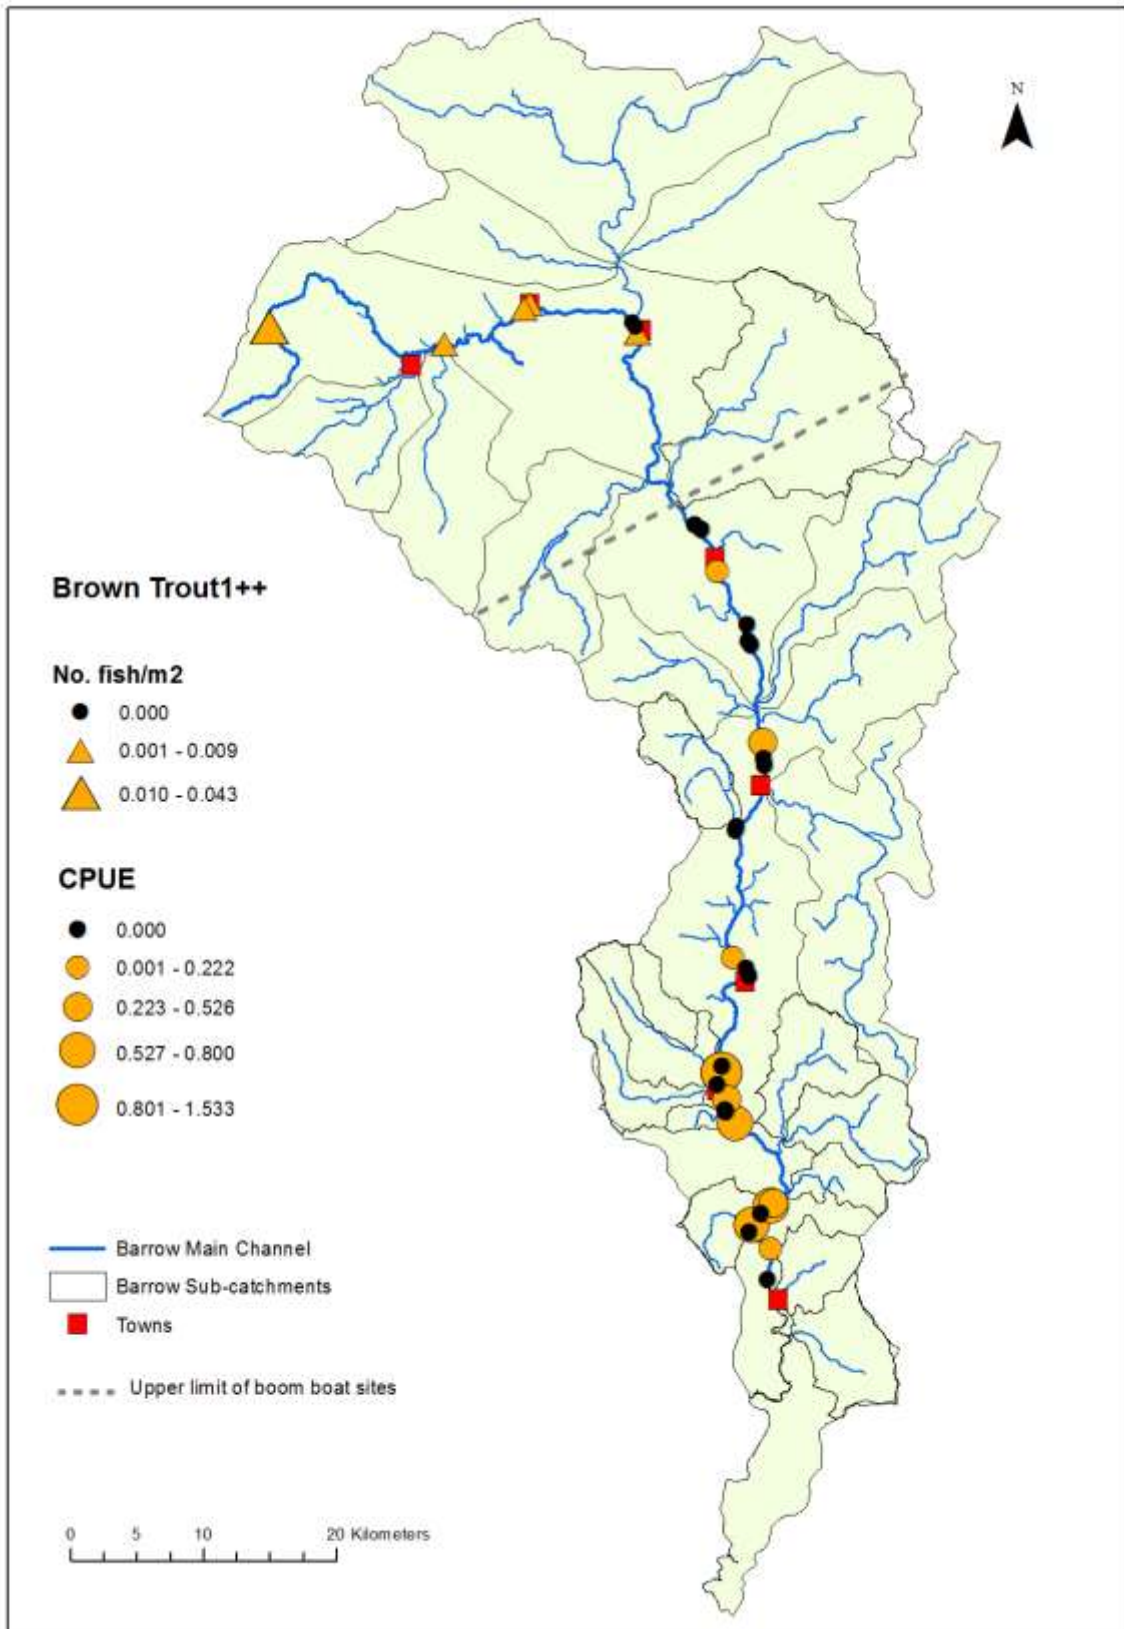 N
Brown Trout1++
No. fish/m2
0.000
0.001 - 0.009
0.010 - 0.043
CPUE
0.000
0.001 - 0.222
0.223 - 0.526
0.527 - 0.800
0.801 - 1.533
Barrow Main Channel
Barrow Sub-catchments
Towns
Upper limit of boom boat sites
0 5 10 20 Kilometers